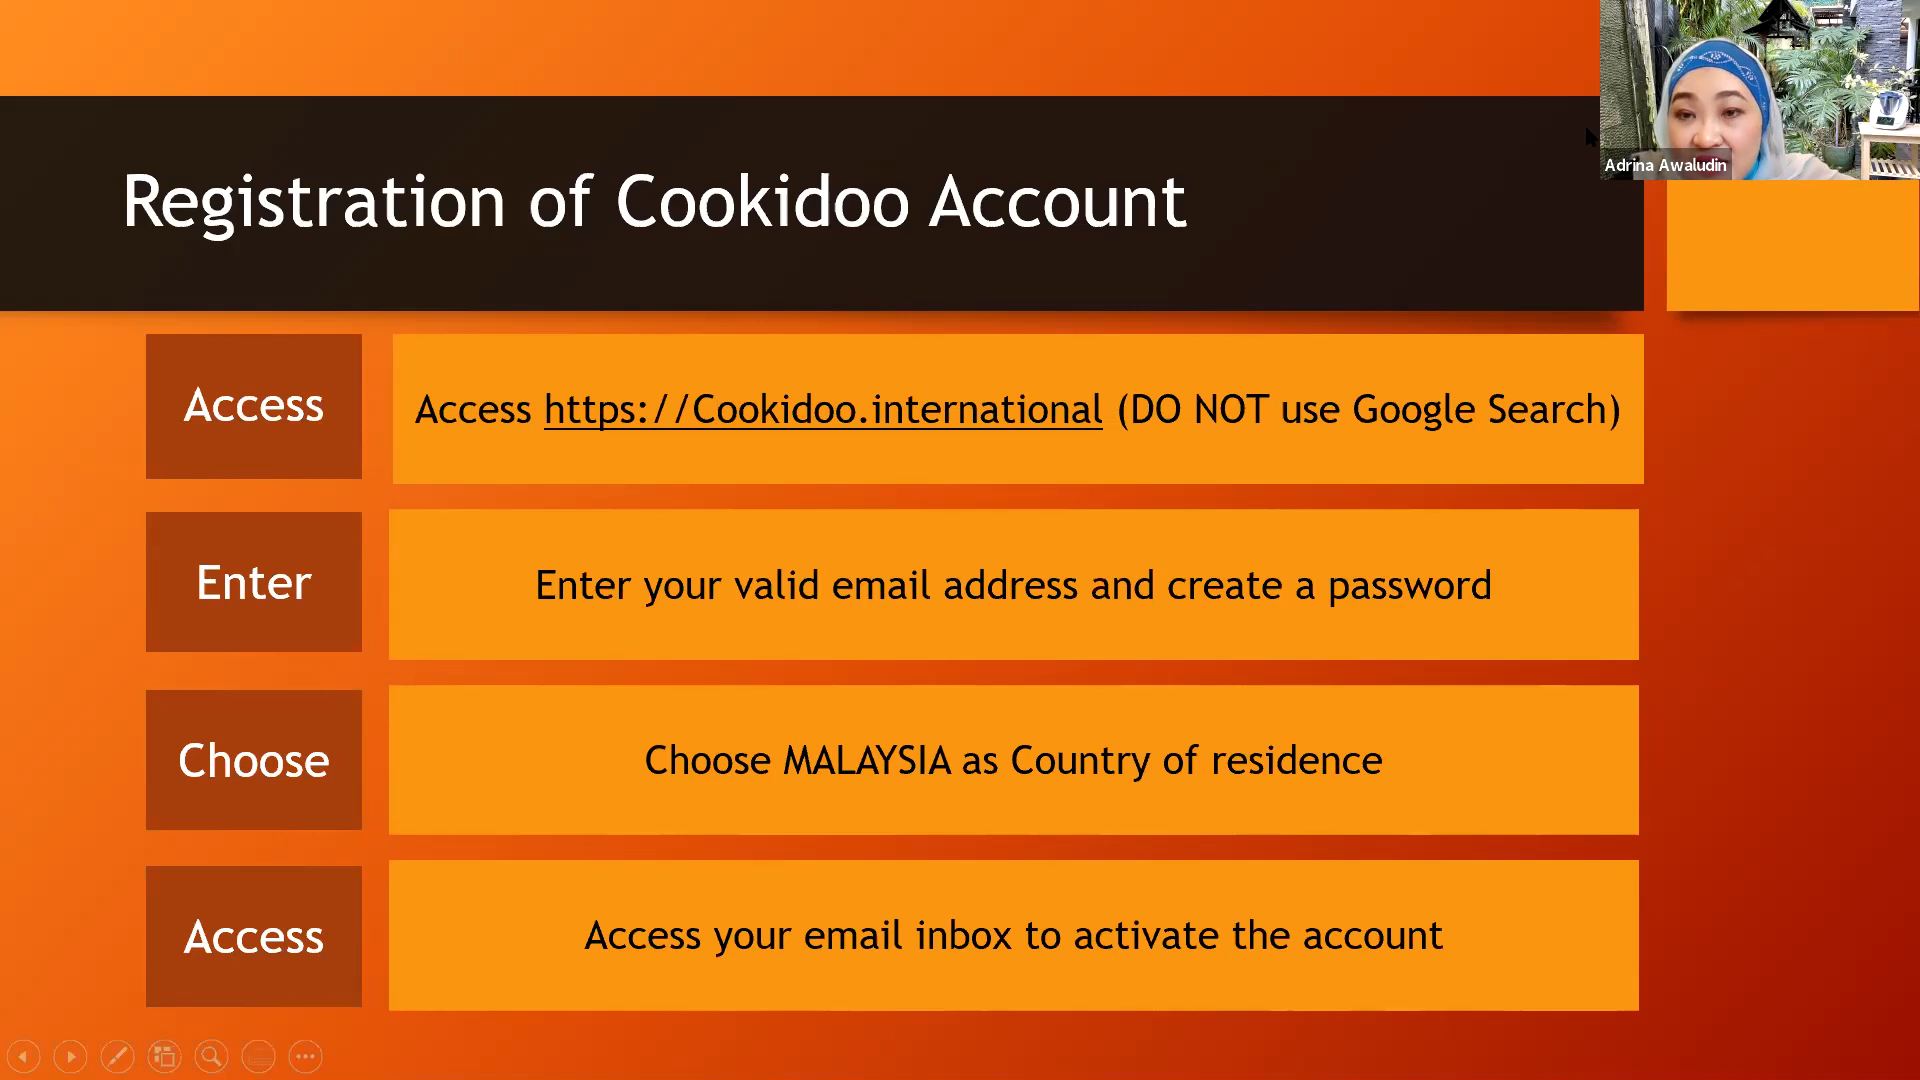 Adrina Awaludin
Registration of Cookidoo Account
Access
Access https://Cookidoo.international (DO NOT use Google Search)
Enter
Enter your valid email address and create a password
Choose
Choose MALAYSIA as Country of residence
Access
Access your email inbox to activate the account